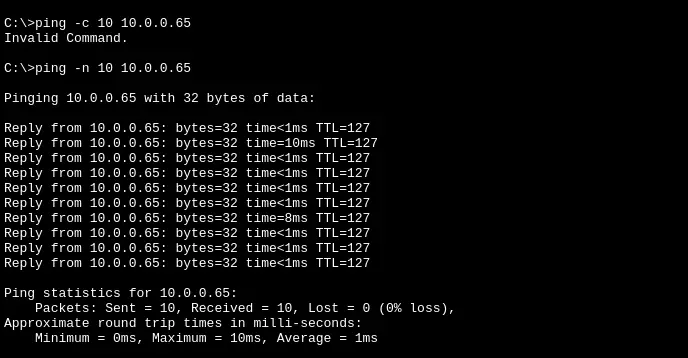 C:\>ping -c 10 10.0.0.65
Invalid Command.
C:\>ping -n 10 10.0.0.65
Pinging 10.0.0.65 with 32 bytes of data:
Reply from 10.0.0.65: bytes=32 time<1ms TTL=127
Reply from 10.0.0.65: bytes=32 time=10ms TTL=127
Reply from 10.0.0.65: bytes=32 time<1ms TTL=127
Reply from 10.0.0.65: bytes=32 time<1ms TTL=127
Reply from 10.0.0.65: bytes=32 time<1ms TTL=127
Reply from 10.0.0.65: bytes=32 time<1ms TTL=127
Reply from 10.0.0.65: bytes=32 time=8ms TTL=127
Reply from 10.0.0.65: bytes=32 time<1ms TTL=127
Reply from 10.0.0.65: bytes=32 time<1ms TTL=127
Reply from 10.0.0.65: bytes=32 time<1ms TTL=127
Ping statistics for 10.0.0.65:
    Packets: Sent = 10, Received = 10, Lost = 0 (0% loss),
Approximate round trip times in milli-seconds:
    Minimum = 0ms, Maximum = 10ms, Average = 1ms